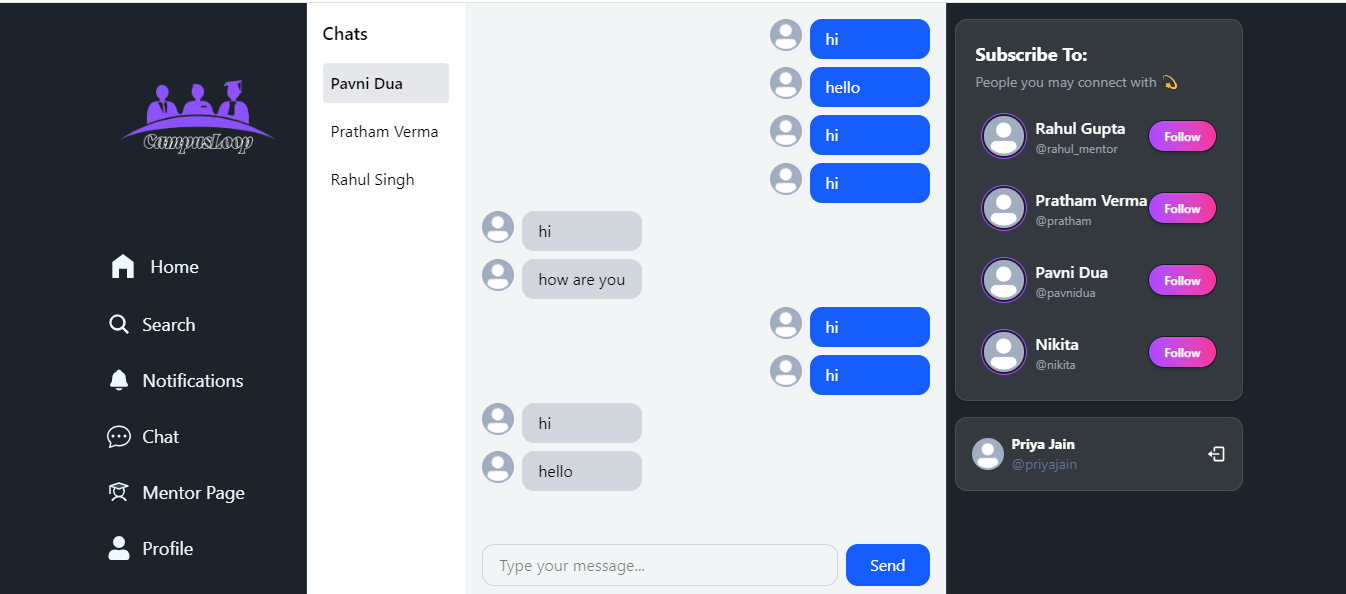 CampusLoop
Home
Search
Notifications
Chat
Mentor Page
Profile
Chats
Pavni Dua
Pratham Verma
Rahul Singh
hi
hello
hi
hi
hi
how are you
hi
hi
hi
hello
Type your message...
Send
Subscribe To:
People you may connect with 💫
Rahul Gupta
@rahul_mentor
Follow
Pratham Verma
@pratham
Follow
Pavni Dua
@pavnidua
Follow
Nikita
@nikita
Follow
Priya Jain
@priyajain